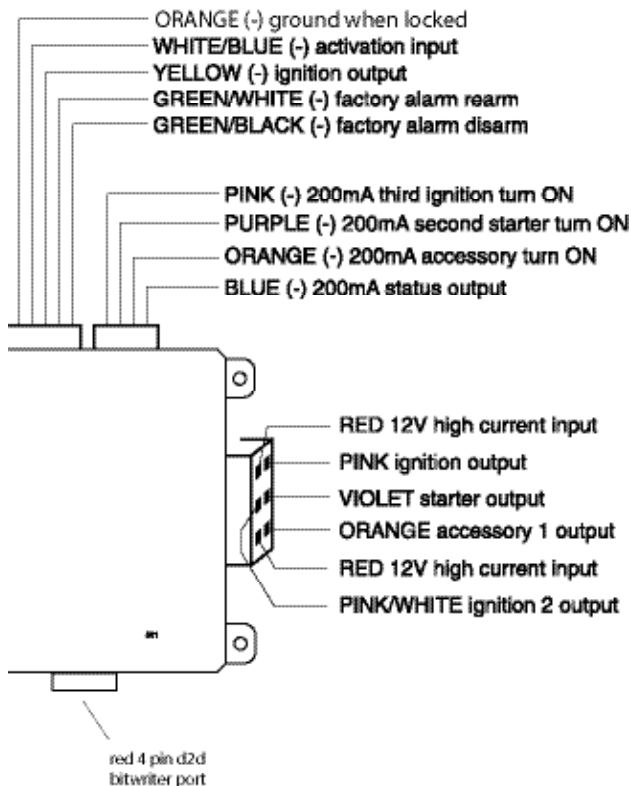 ORANGE (-) ground when locked
WHITE/BLUE (-) activation input
YELLOW (-) ignition output
GREEN/WHITE (-) factory alarm rearm
GREEN/BLACK (-) factory alarm disarm
PINK (-) 200mA third ignition turn ON
PURPLE (-) 200mA second starter turn ON
ORANGE (-) 200mA accessory turn ON
BLUE (-) 200mA status output
RED 12V high current input
PINK ignition output
VIOLET starter output
ORANGE accessory 1 output
RED 12V high current input
PINK/WHITE ignition 2 output
red 4 pin d2d
bitwriter port